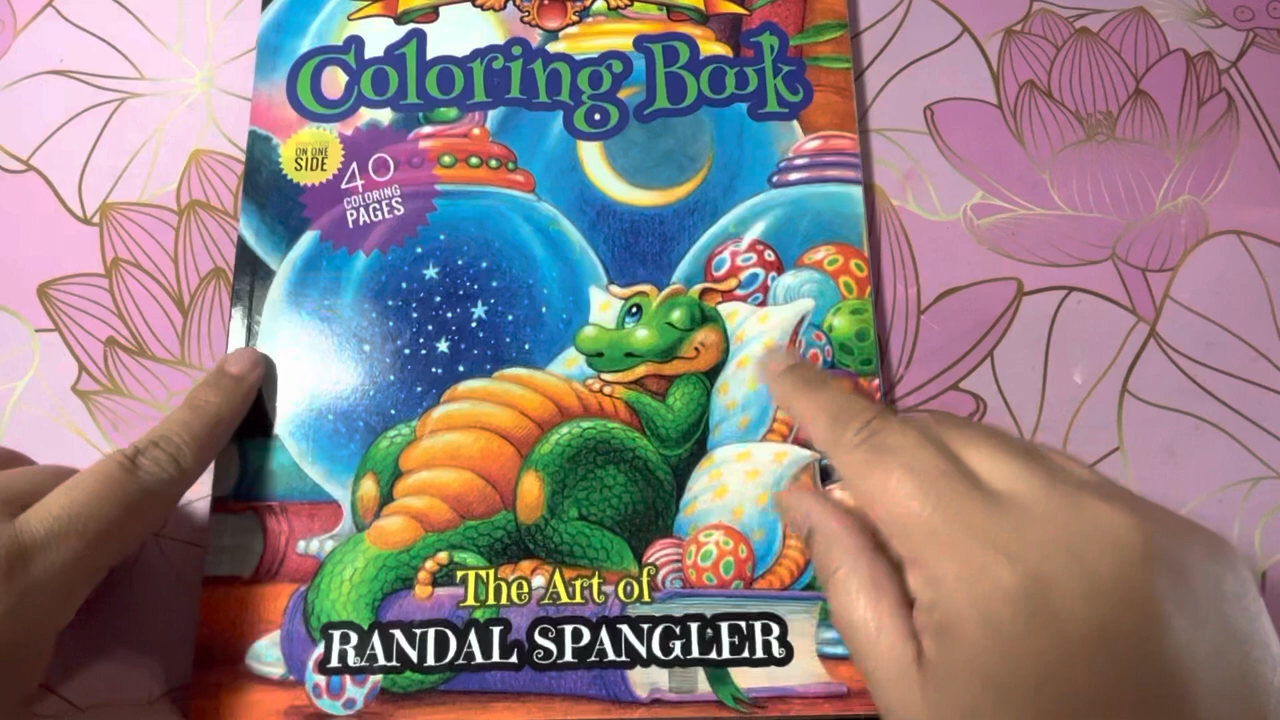 Coloring Book
ON ONE
SIDE
40
COLORING
PAGES
The Art of
RANDAL SPANGLER